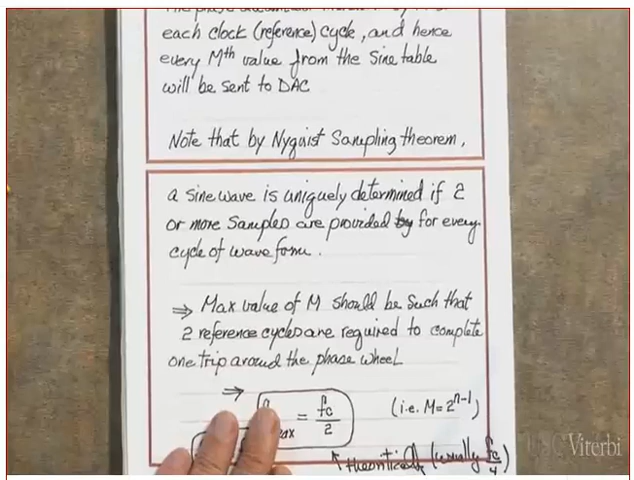 each clock (reference) cycle, and hence
every Mth value from the Sine table
will be sent to DAC
Note that by Nyquist Sampling theorem,
a sine wave is uniquely determined if 2
or more samples are provided for every
cycle of wave form.
⇒ Max value of M should be such that
2 reference cycles are required to complete
one trip around the phase wheel
⇒ = fc/2 (i.e. M=2^(n-1))
(usually fc/4)
USC Viterbi